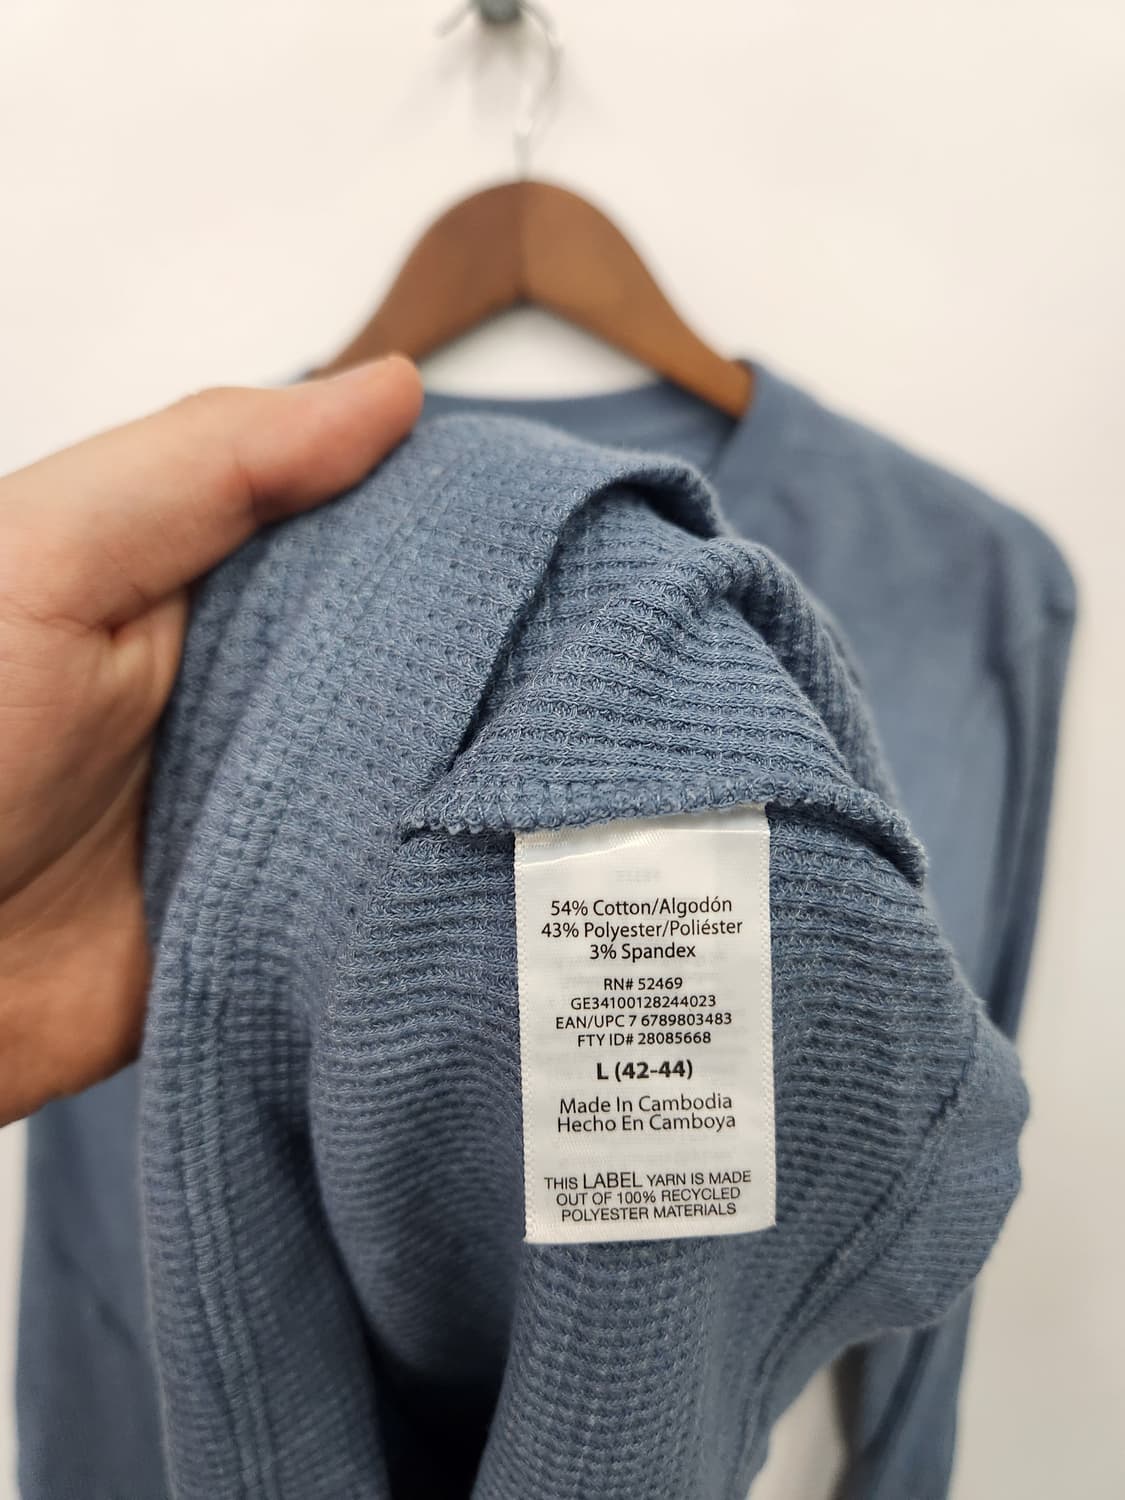 54% Cotton/Algodón
43% Polyester/Poliéster
3% Spandex
RN# 52469
GE34100128244023
EAN/UPC 7 6789803483
FTY ID# 28085668
L (42-44)
Made In Cambodia
Hecho En Camboya
THIS LABEL YARN IS MADE
OUT OF 100% RECYCLED
POLYESTER MATERIALS